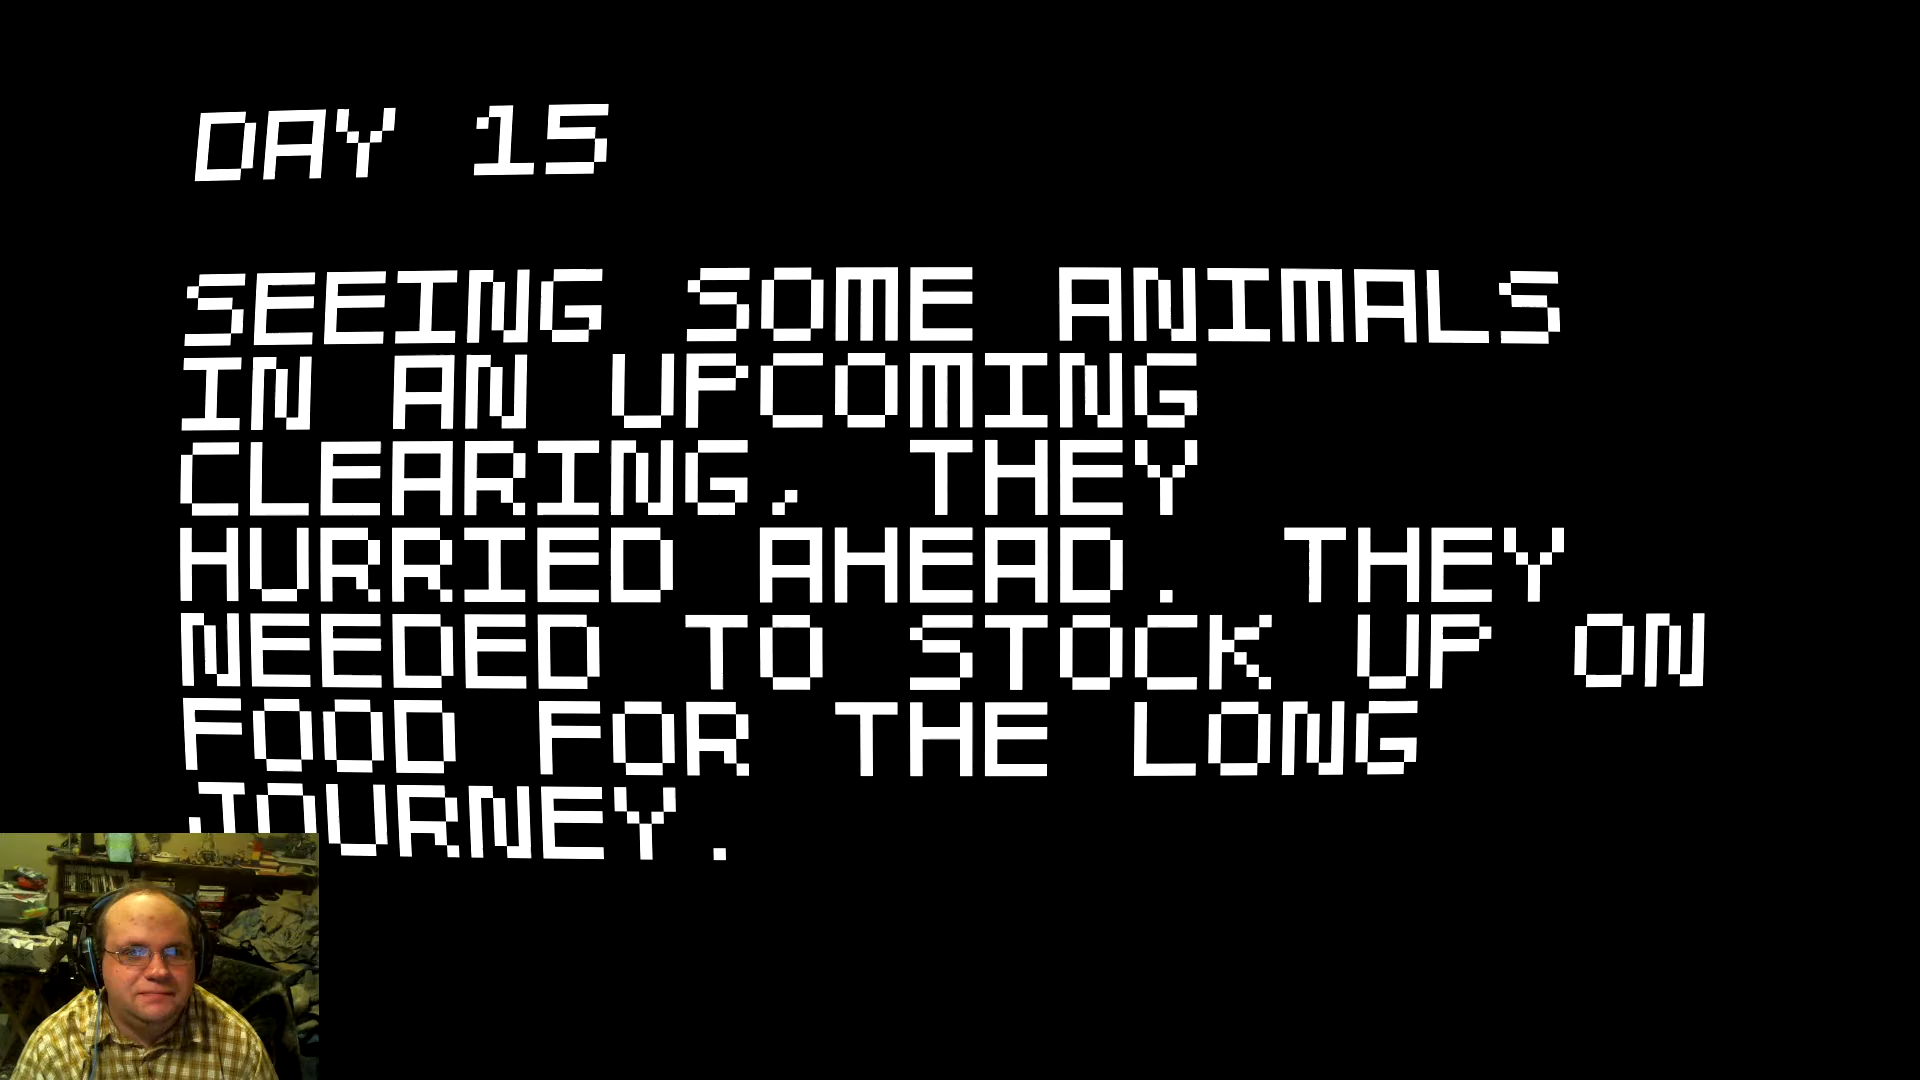 DAY 15
SEEING SOME ANIMALS
IN AN UPCOMING
CLEARING, THEY
HURRIED AHEAD. THEY
NEEDED TO STOCK UP ON
FOOD FOR THE LONG
JOURNEY.